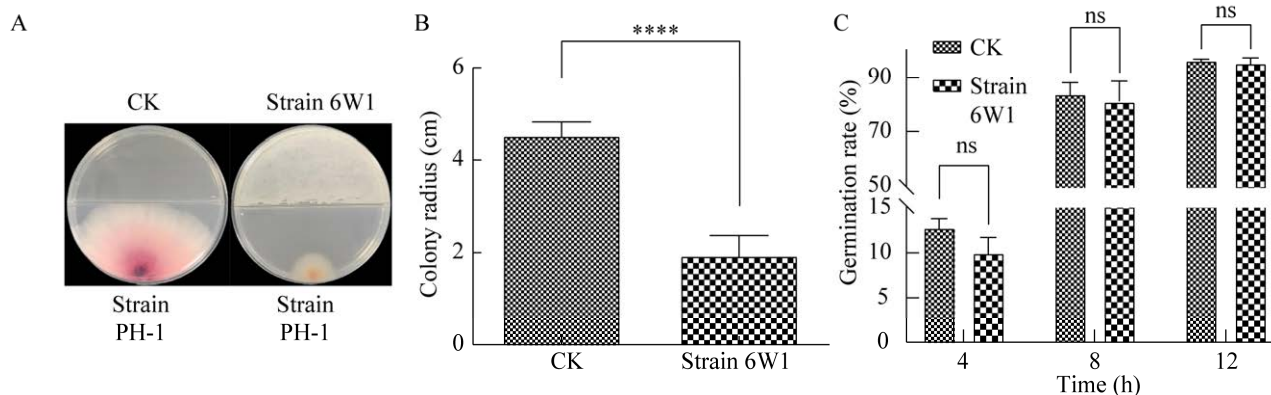 A
CK
Strain 6W1
Strain
PH-1
Strain
PH-1
B
****
6
4
2
0
Colony radius (cm)
CK
Strain 6W1
C
ns
ns
ns
CK
Strain
6W1
90
70
50
15
10
5
0
Germination rate (%)
4
8
12
Time (h)